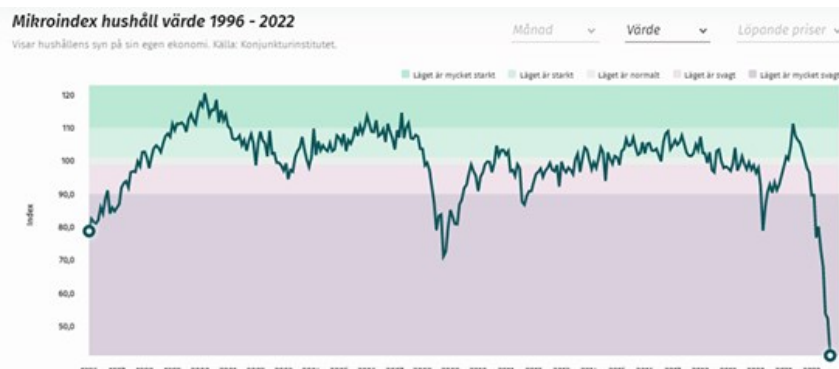 Mikroindex hushåll värde 1996 - 2022
Visar hushållens syn på sin egen ekonomi. Källa: Konjunkturinstitutet.
Månad Värde Löpande priser
Läget är mycket starkt Läget är starkt Läget är normalt Läget är svagt Läget är mycket svagt
120
110
100
90,0
80,0
70,0
60,0
50,0
Index